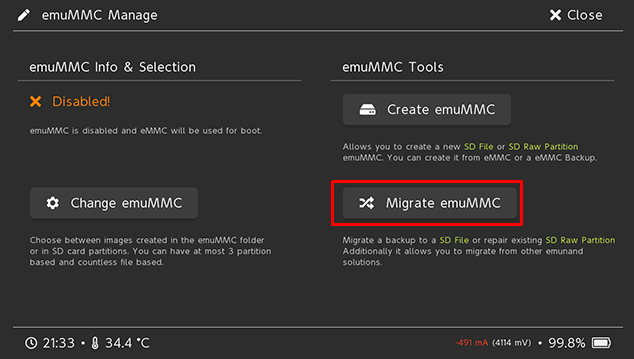 emuMMC Manage
Close
emuMMC Info & Selection
Disabled!
emuMMC is disabled and eMMC will be used for boot.
Change emuMMC
Choose between images created in the emuMMC folder
or in SD card partitions. You can have at most 3 partition
based and countless file based.
emuMMC Tools
Create emuMMC
Allows you to create a new SD File or SD Raw Partition
emuMMC. You can create it from eMMC or a eMMC Backup.
Migrate emuMMC
Migrate a backup to a SD File or repair existing SD Raw Partition
Additionally it allows you to migrate from other emunand
solutions.
21:33 • 34.4 °C
-491 mA (4114 mV) • 99.8%